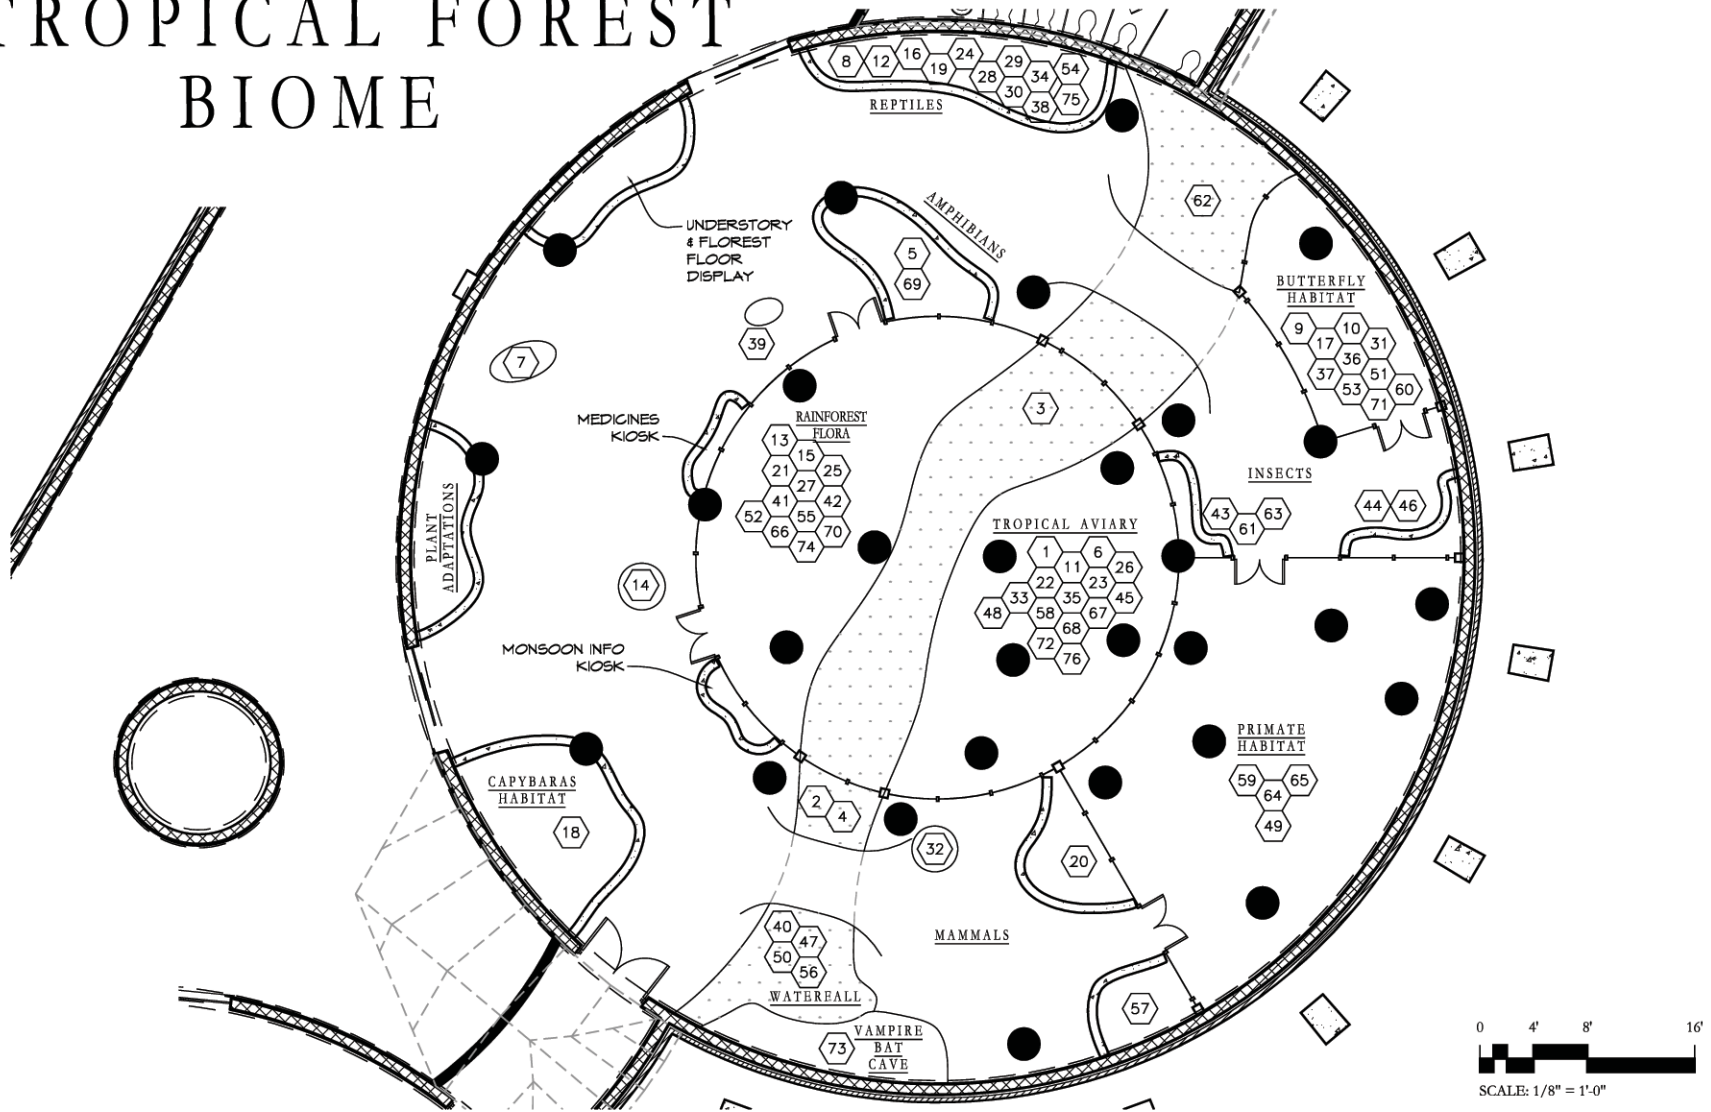 TROPICAL FOREST
BIOME
8 12 16 19 24 28 29 30 34 38 54 75
REPTILES
UNDERSTORY
& FLOREST
FLOOR
DISPLAY
AMPHIBIANS
5
69
62
BUTTERFLY
HABITAT
9 10
17 31
36
37 51
53 60
71
39
7
3
MEDICINES
KIOSK
RAINFOREST
FLORA
13
15
21 25
27
41 42
52 55
66 70
74
INSECTS
43 63
61
44 46
PLANT
ADAPTATIONS
TROPICAL AVIARY
1 6
11 26
22 23
33 35 45
48 58 67
68
72
76
14
MONSOON INFO
KIOSK
PRIMATE
HABITAT
59 65
64
49
CAPYBARAS
HABITAT
18
2
4
32
20
MAMMALS
40
47
50
56
WATERFALL
57
73
VAMPIRE
BAT
CAVE
0 4' 8' 16'
SCALE: 1/8" = 1'-0"